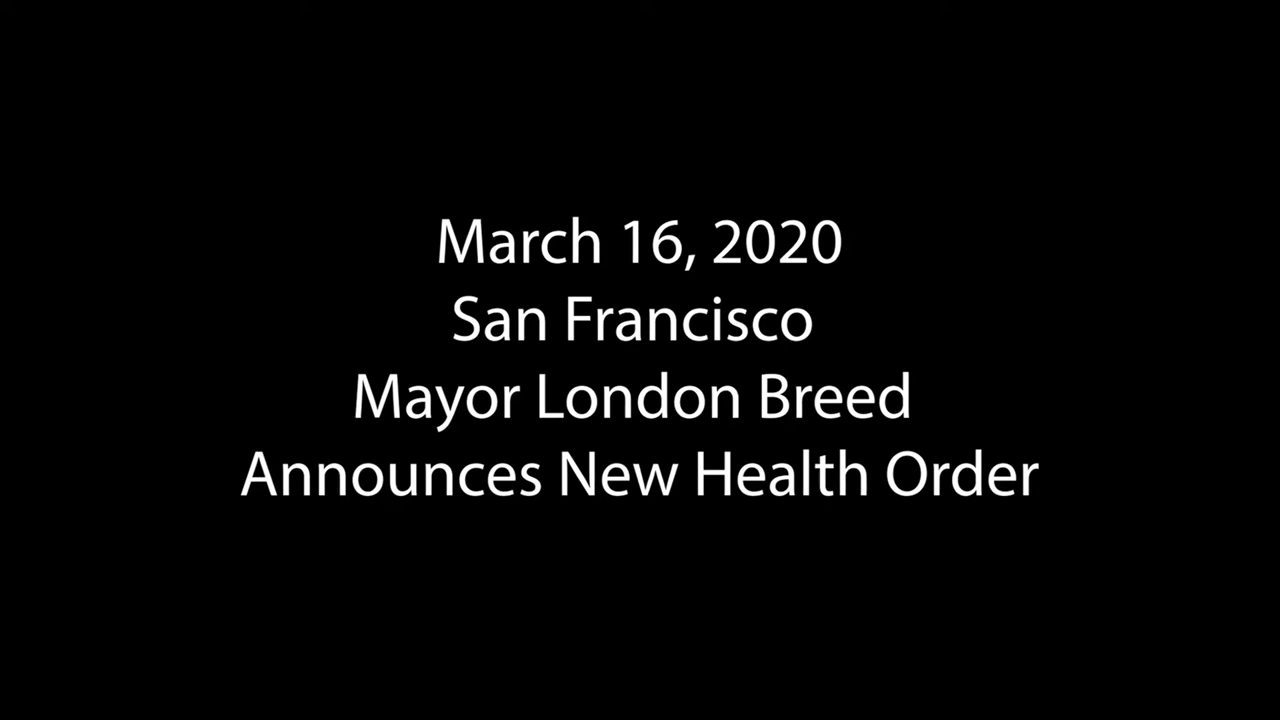 March 16, 2020
San Francisco
Mayor London Breed
Announces New Health Order